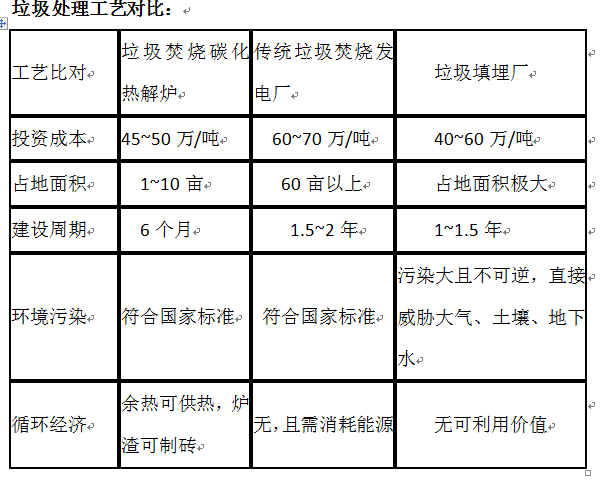 垃圾处理工艺对比：
工艺比对
垃圾焚烧碳化
热解炉
传统垃圾焚烧发
电厂
垃圾填埋厂
投资成本
45~50 万/吨
60~70 万/吨
40~60 万/吨
占地面积
1~10 亩
60 亩以上
占地面积极大
建设周期
6 个月
1.5~2 年
1~1.5 年
环境污染
符合国家标准
符合国家标准
污染大且不可逆，直接
威胁大气、土壤、地下
水
循环经济
余热可供热，炉
渣可制砖
无，且需消耗能源
无可利用价值